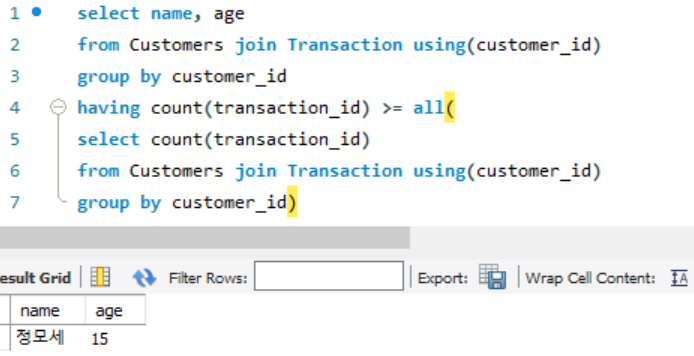 1 select name, age
2 from Customers join Transaction using(customer_id)
3 group by customer_id
4 having count(transaction_id) >= all(
5 select count(transaction_id)
6 from Customers join Transaction using(customer_id)
7 group by customer_id)
esult Grid Filter Rows: Export: Wrap Cell Content: IA
name age
정모세 15